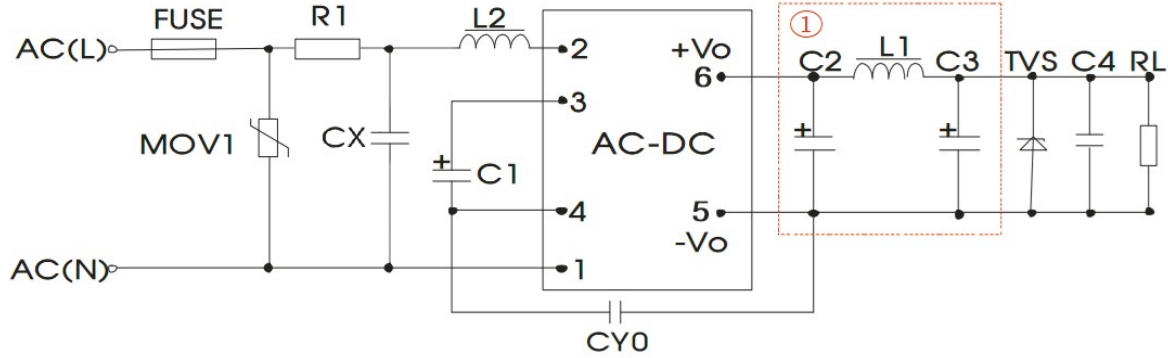 FUSE
R1
L2
AC(L)
2
+Vo
6
①
C2
L1
C3
TVS
C4
RL
3
MOV1
CX
+
C1
AC-DC
+
+
4
5
-Vo
AC(N)
1
CY0